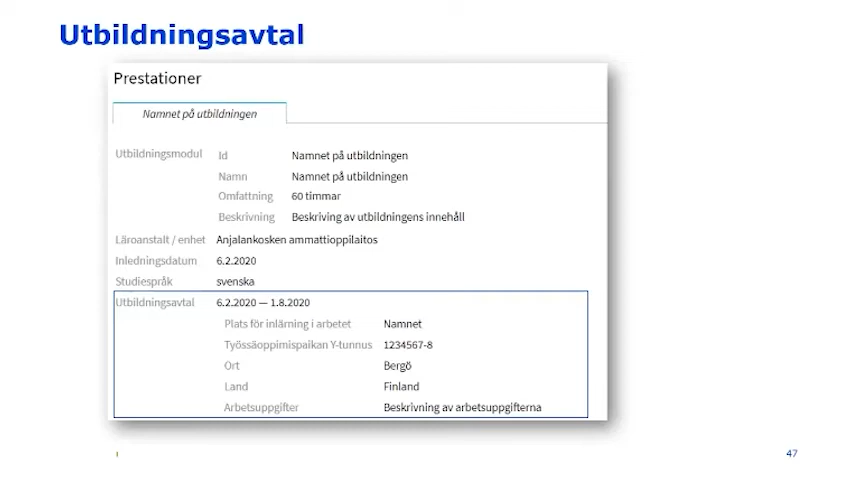 Utbildningsavtal
Prestationer
Namnet på utbildningen
Utbildningsmodul Id Namnet på utbildningen
Namn Namnet på utbildningen
Omfattning 60 timmar
Beskrivning Beskriving av utbildningens innehåll
Läroanstalt / enhet Anjalankosken ammattioppilaitos
Inledningsdatum 6.2.2020
Studiespråk svenska
Utbildningsavtal 6.2.2020 — 1.8.2020
Plats för inlärning i arbetet Namnet
Työssäoppimispaikan Y-tunnus 1234567-8
Ort Bergö
Land Finland
Arbetsuppgifter Beskrivning av arbetsuppgifterna
47